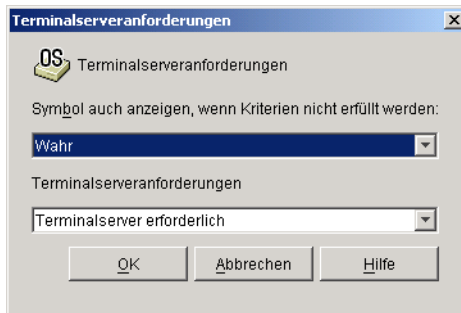 Terminalserveranforderungen
OS
Terminalserveranforderungen
Symbol auch anzeigen, wenn Kriterien nicht erfüllt werden:
Wahr
Terminalserveranforderungen
Terminalserver erforderlich
OK Abbrechen Hilfe